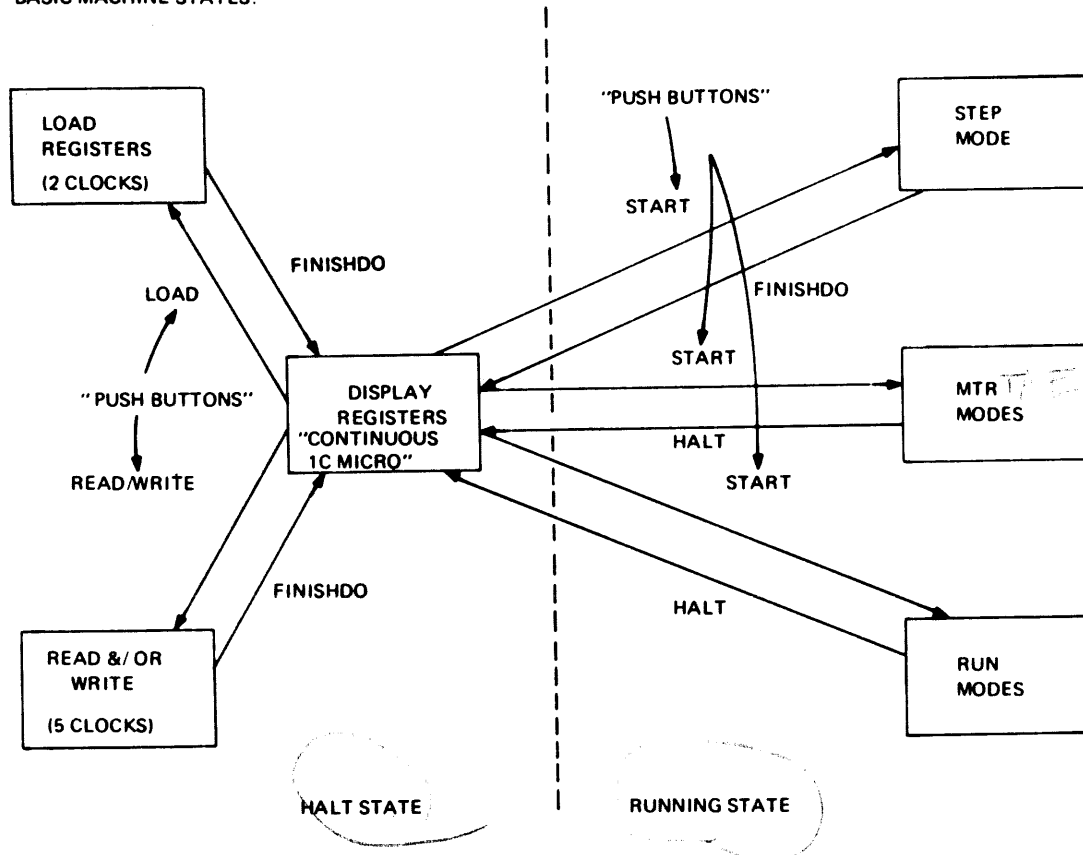 BASIC MACHINE STATES:
LOAD
REGISTERS
(2 CLOCKS)
FINISHDO
LOAD
"PUSH BUTTONS"
READ/WRITE
FINISHDO
READ &/ OR
WRITE
(5 CLOCKS)
DISPLAY
REGISTERS
"CONTINUOUS
1C MICRO"
"PUSH BUTTONS"
START
START
START
FINISHDO
HALT
HALT
STEP
MODE
MTR
MODES
RUN
MODES
HALT STATE
RUNNING STATE